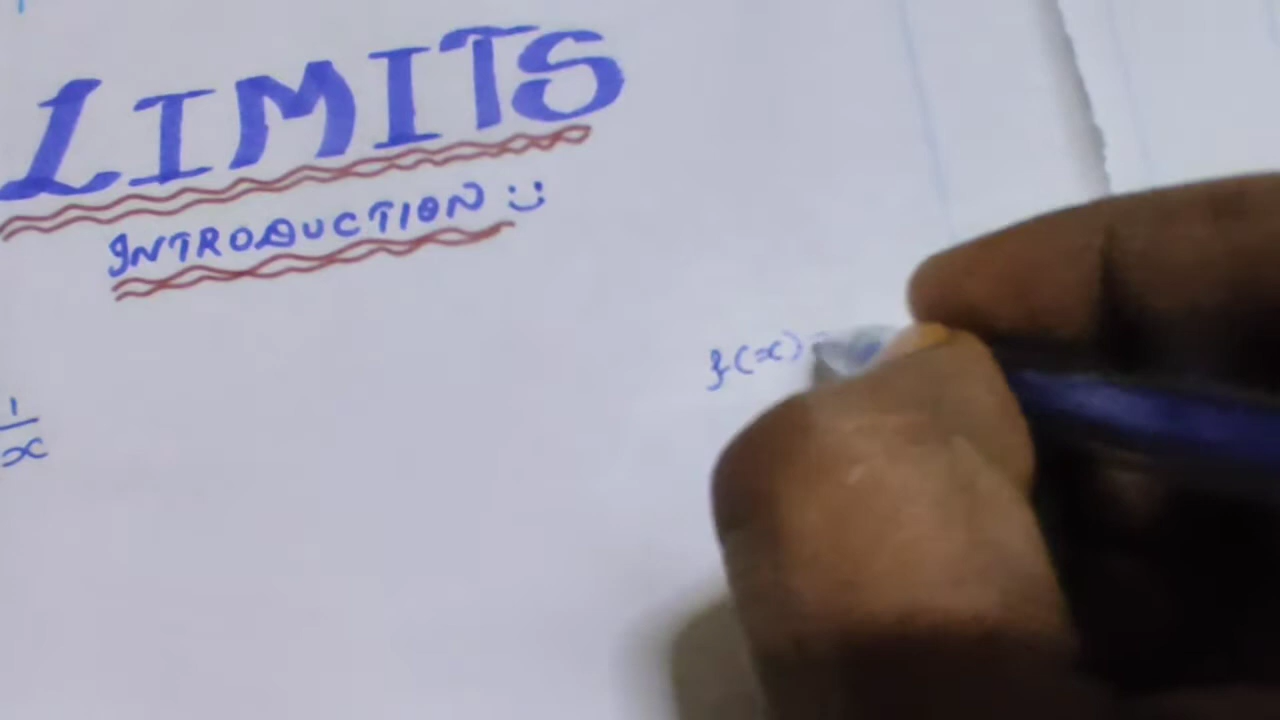 LIMITS
INTRODUCTION :)
f(x)
1/x